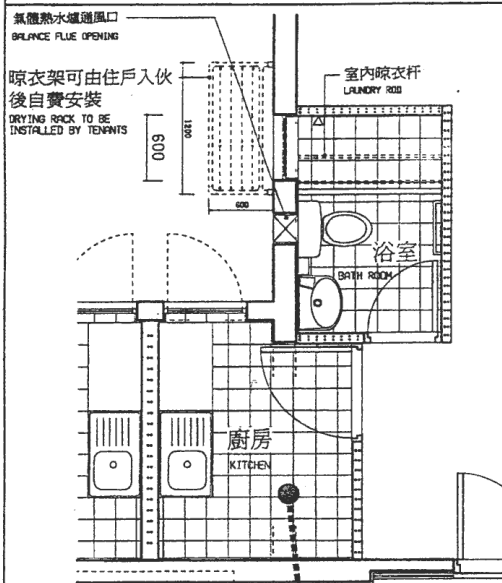 氣體熱水爐通風口
BALANCE FLUE OPENING
晾衣架可由住戶入伙
後自費安裝
DRYING RACK TO BE
INSTALLED BY TENANTS
600
1200
600
室內晾衣杆
LAUNDRY ROD
浴室
BATH ROOM
廚房
KITCHEN